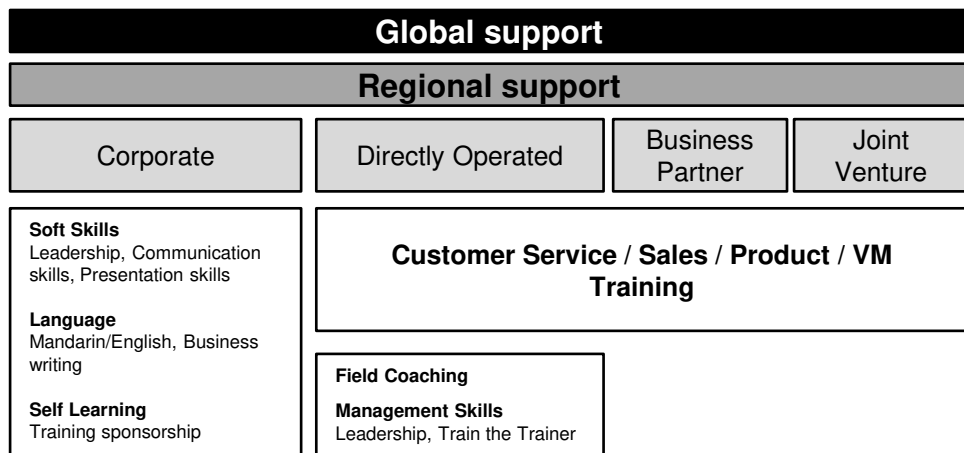 Global support
Regional support
Corporate
Directly Operated
Business
Partner
Joint
Venture
Soft Skills
Leadership, Communication
skills, Presentation skills
Language
Mandarin/English, Business
writing
Self Learning
Training sponsorship
Customer Service / Sales / Product / VM
Training
Field Coaching
Management Skills
Leadership, Train the Trainer